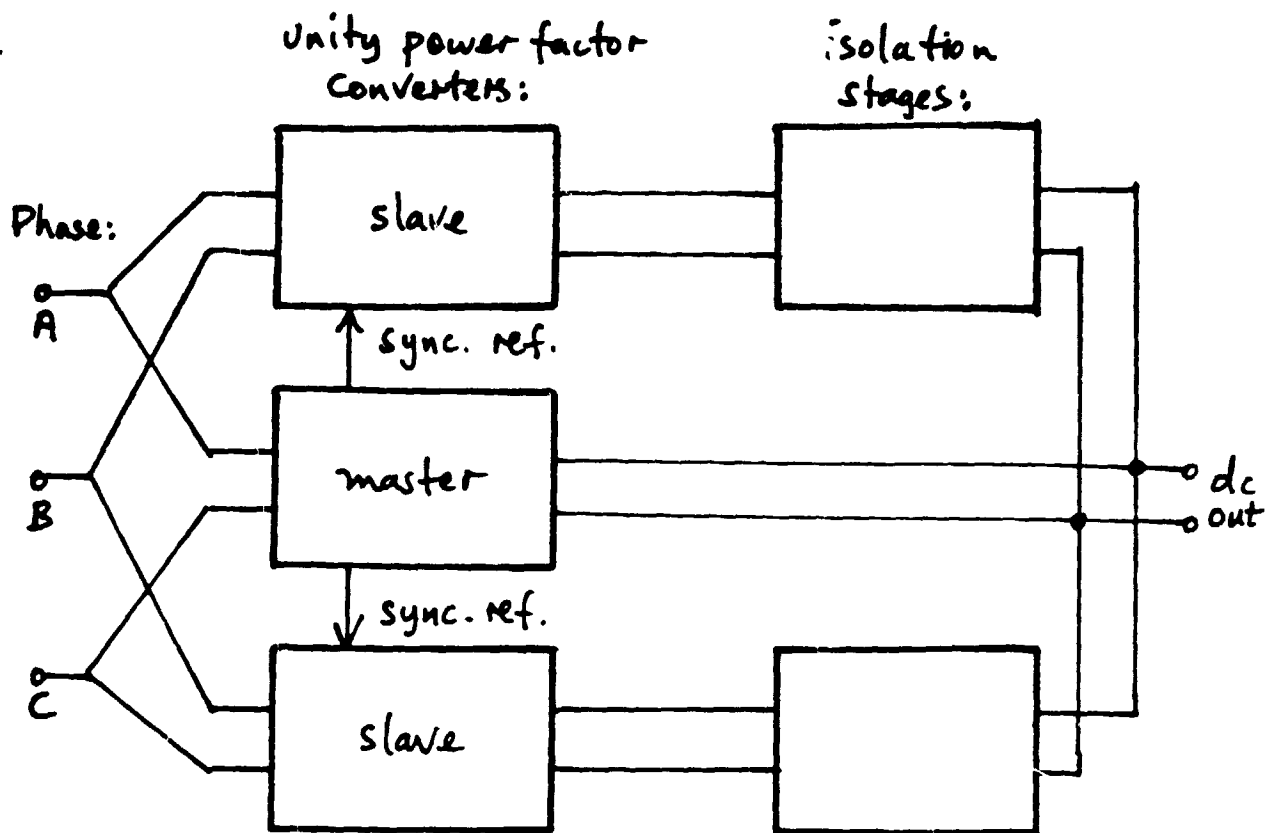 unity power factor
converters:
isolation
stages:
slave
Phase:
A
sync. ref.
master
B
dc
out
sync. ref.
C
slave